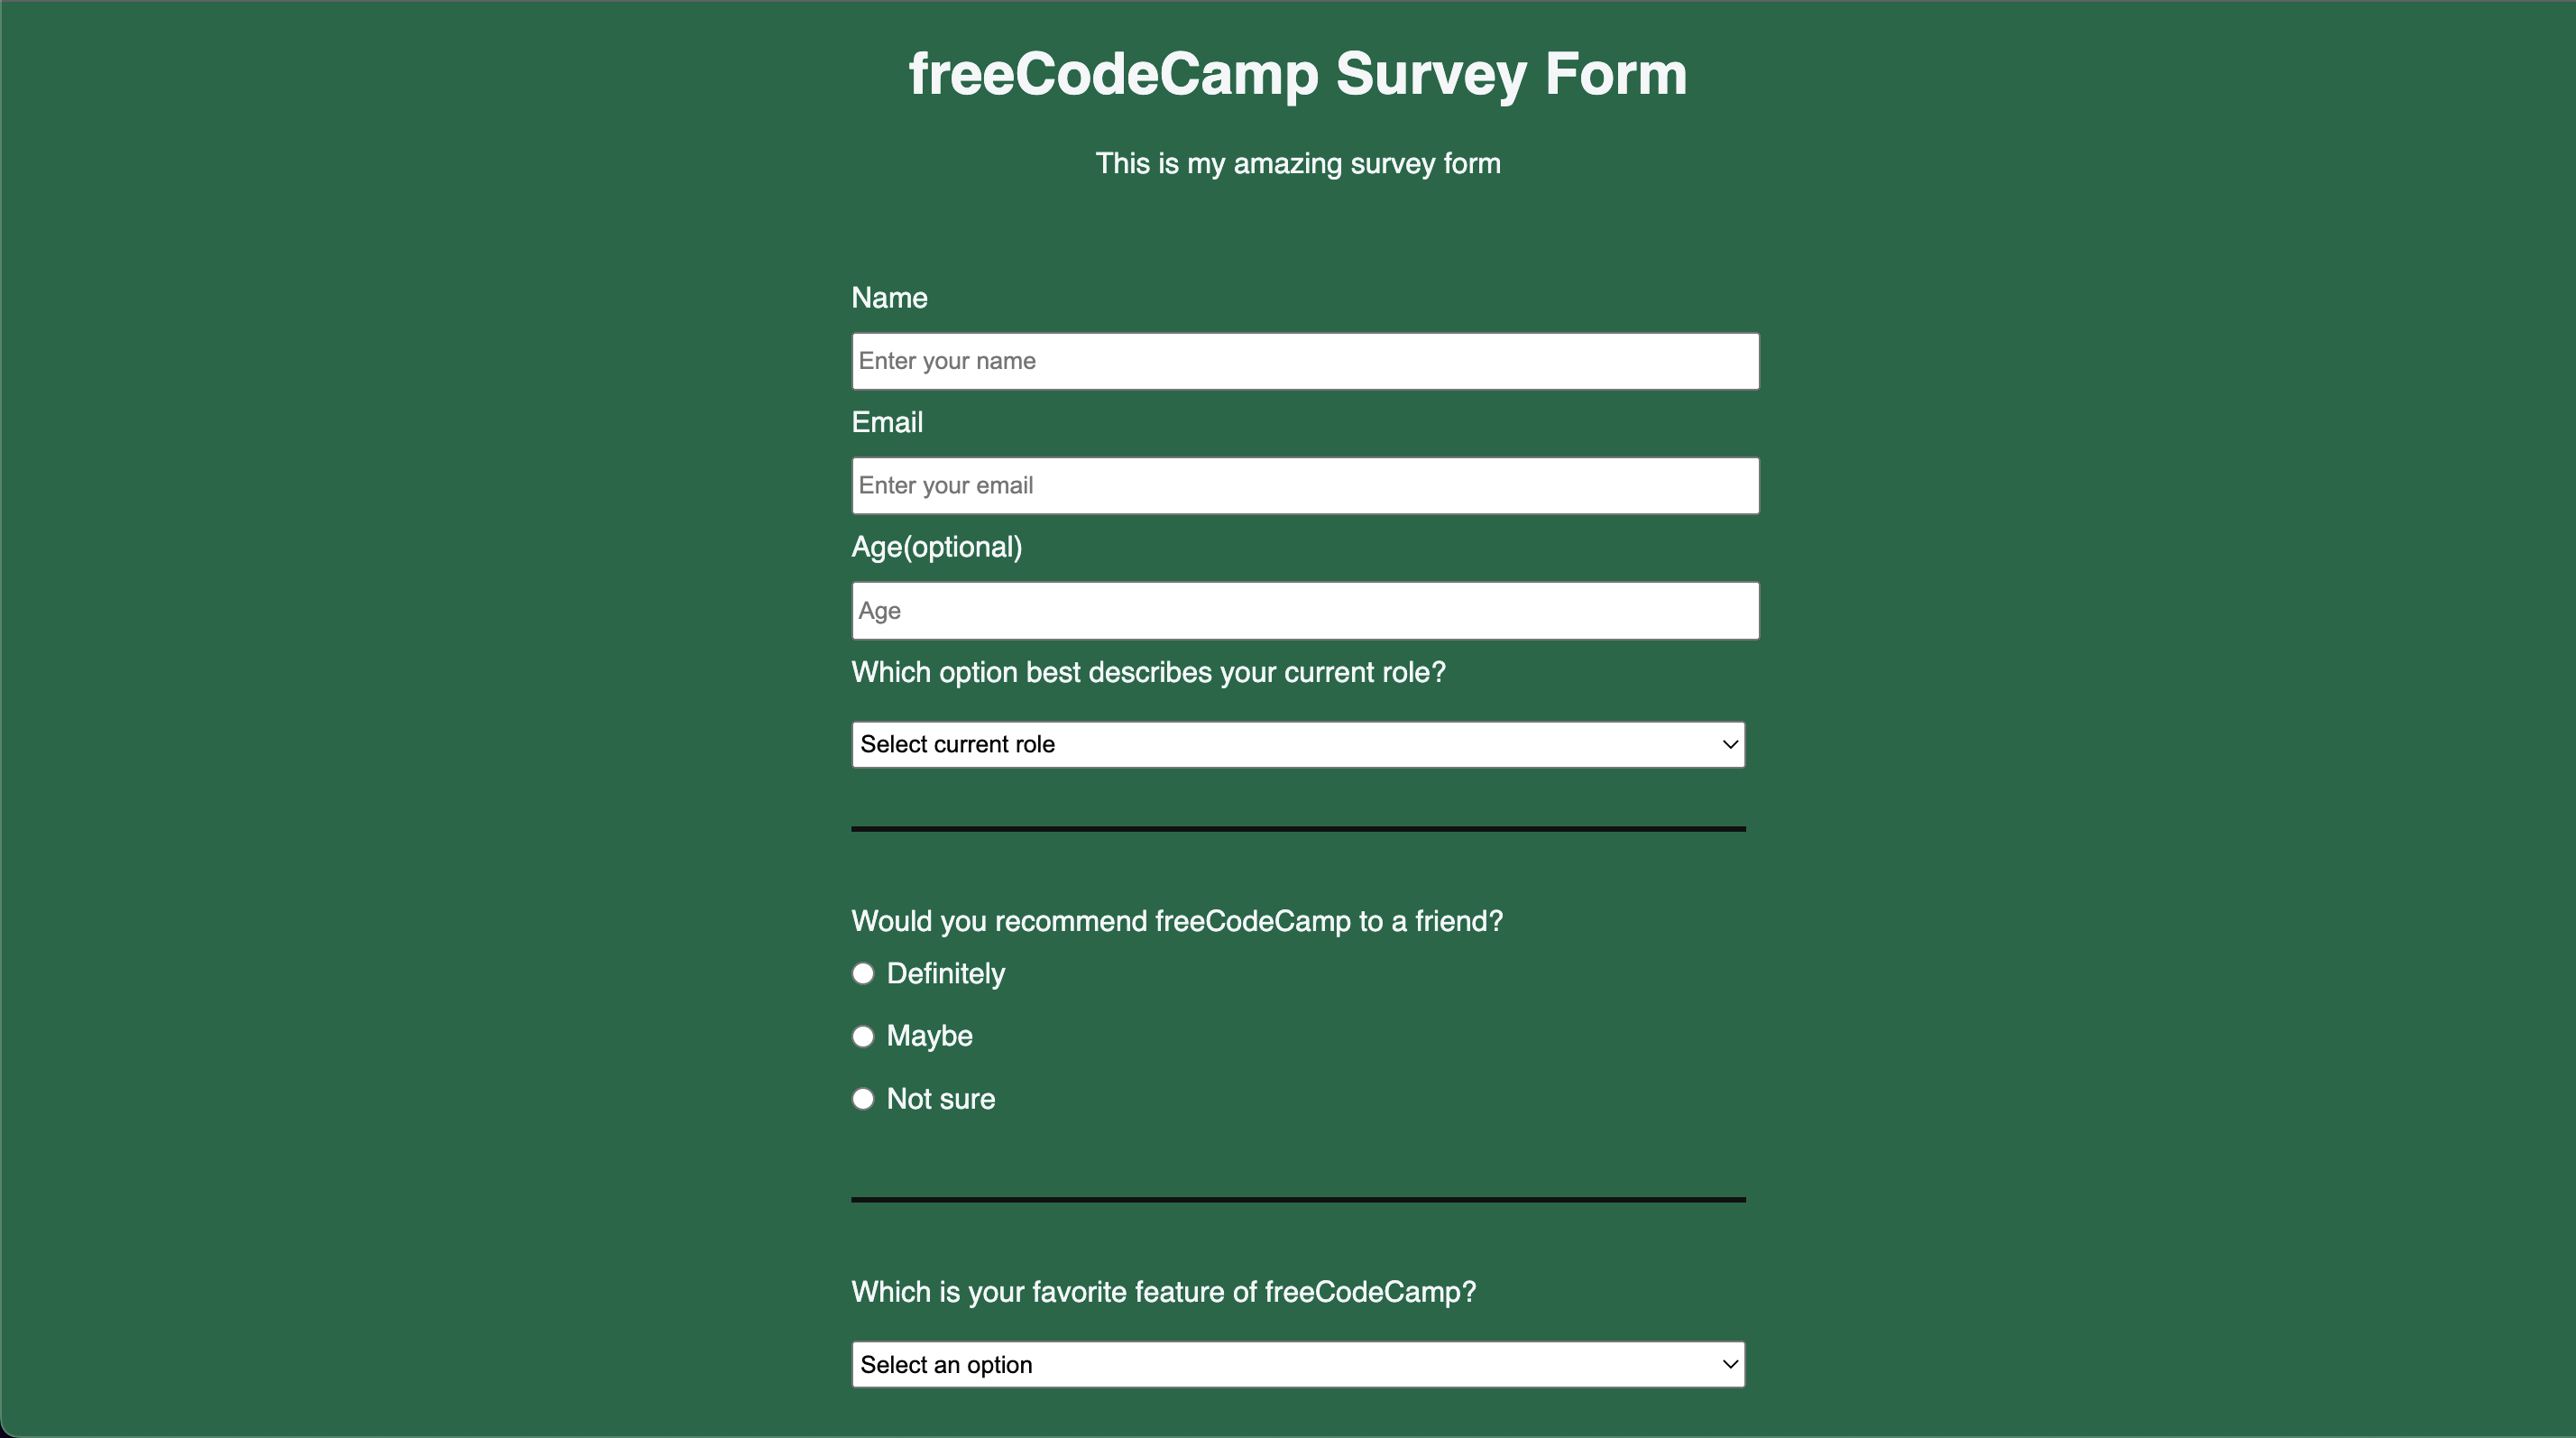 freeCodeCamp Survey Form
This is my amazing survey form
Name
Enter your name
Email
Enter your email
Age(optional)
Age
Which option best describes your current role?
Select current role
Would you recommend freeCodeCamp to a friend?
Definitely
Maybe
Not sure
Which is your favorite feature of freeCodeCamp?
Select an option